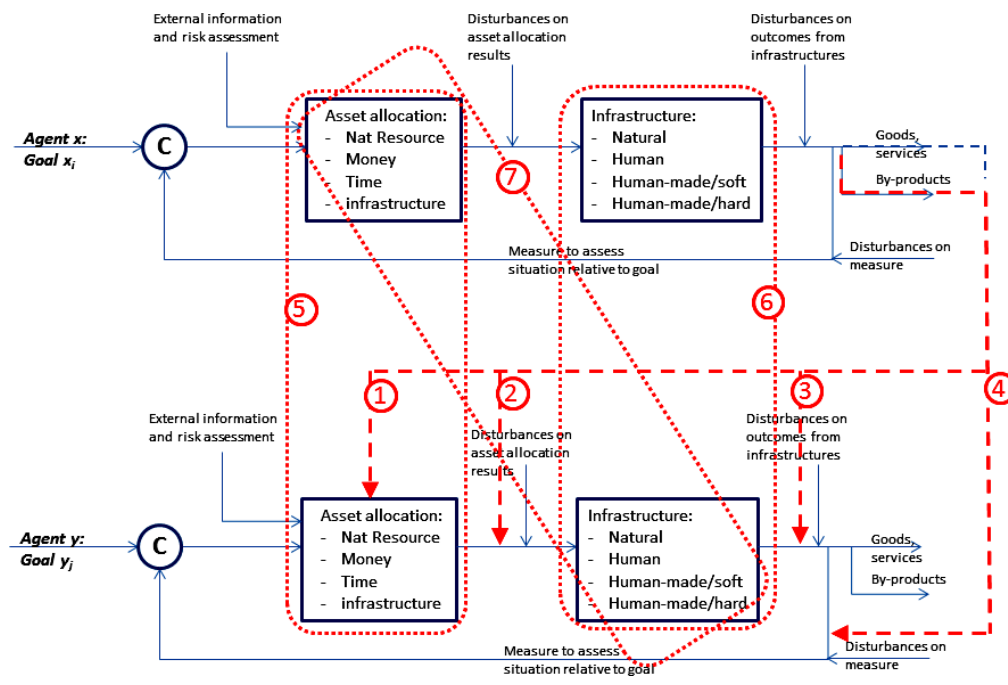 External information
and risk assessment
Disturbances on
asset allocation
results
Disturbances on
outcomes from
infrastructures
Agent x:
Goal xi
C
Asset allocation:
- Nat Resource
- Money
- Time
- infrastructure
7
Infrastructure:
- Natural
- Human
- Human-made/soft
- Human-made/hard
Goods,
services
By-products
Measure to assess
situation relative to goal
Disturbances on
measure
5
6
1
2
3
4
External information
and risk assessment
Disturbances on
asset allocation
results
Disturbances on
outcomes from
infrastructures
Agent y:
Goal yj
C
Asset allocation:
- Nat Resource
- Money
- Time
- infrastructure
Infrastructure:
- Natural
- Human
- Human-made/soft
- Human-made/hard
Goods,
services
By-products
Measure to assess
situation relative to goal
Disturbances on
measure